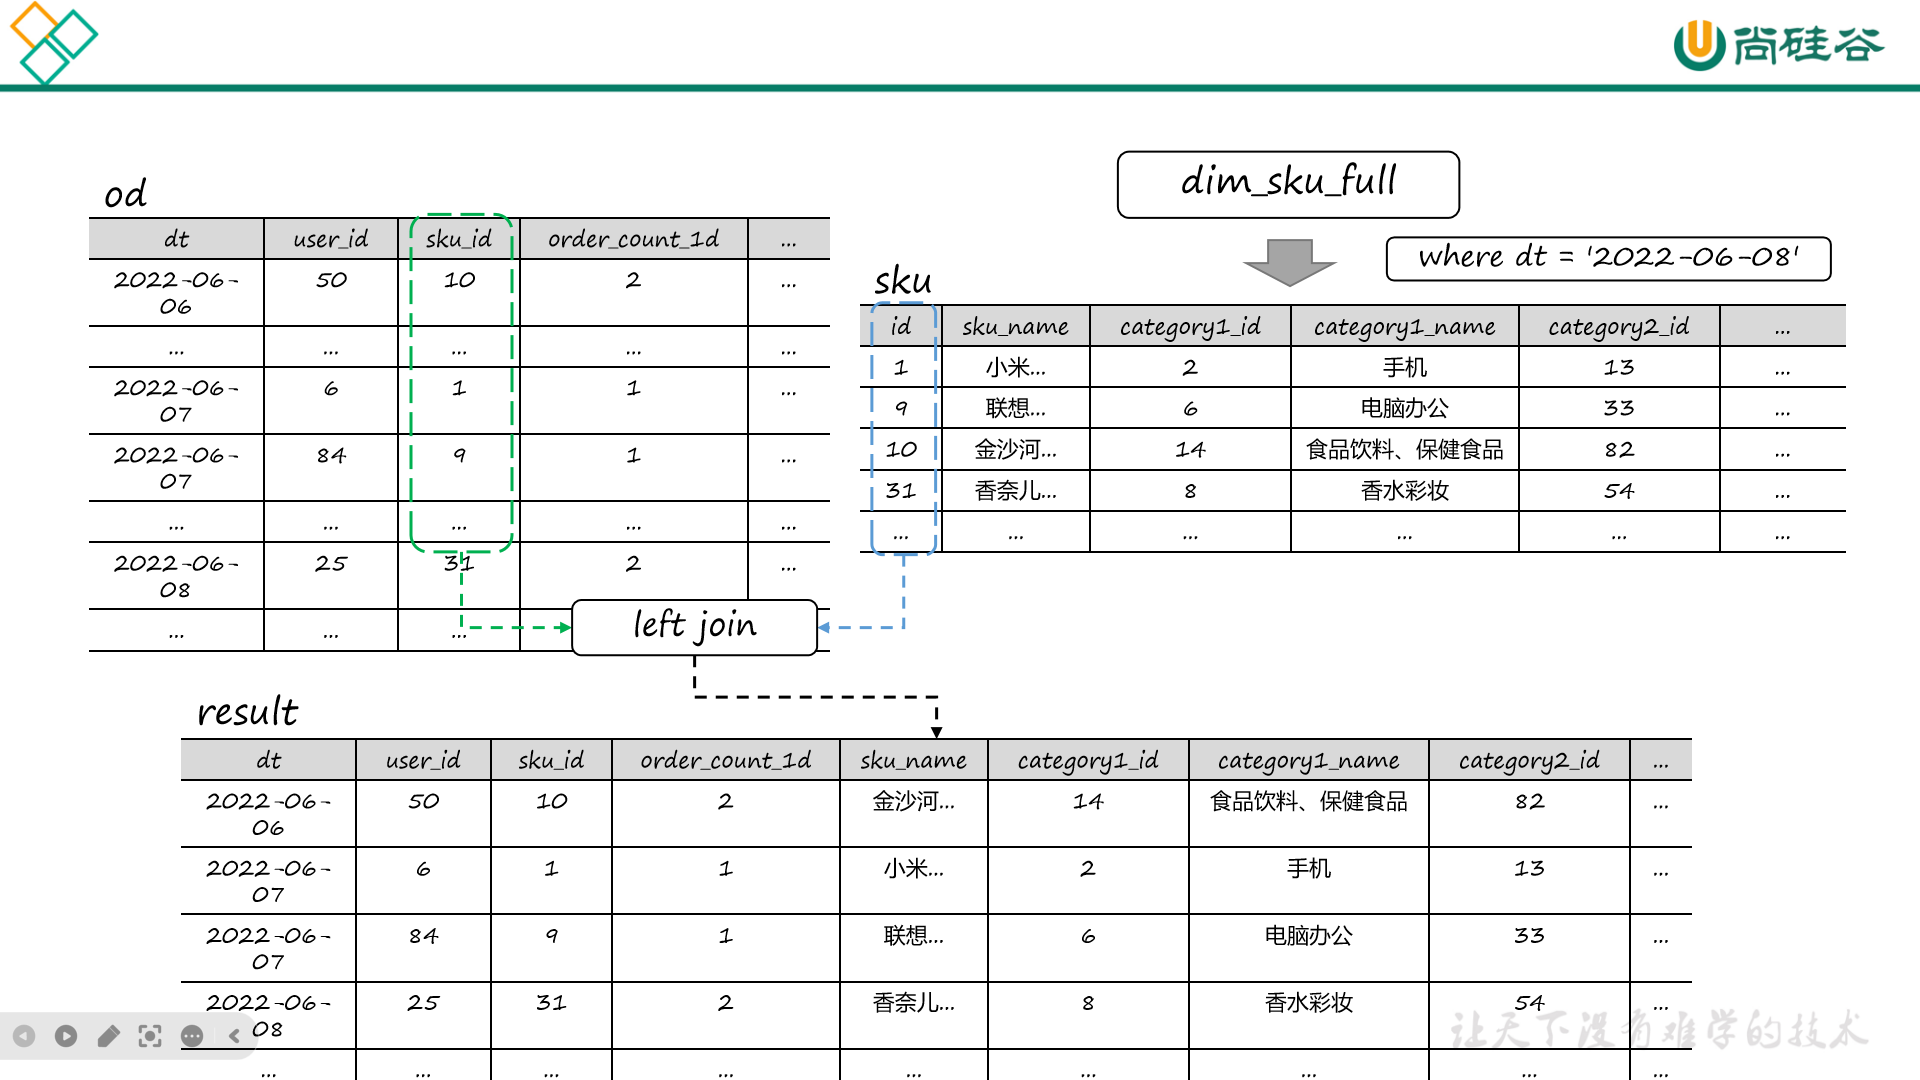 尚硅谷
od
dt user_id sku_id order_count_1d ...
2022-06-06 50 10 2 ...
... ... ... ... ...
2022-06-07 6 1 1 ...
2022-06-07 84 9 1 ...
... ... ... ... ...
2022-06-08 25 31 2 ...
... ... ...
dim_sku_full
where dt = '2022-06-08'
sku
id sku_name category1_id category1_name category2_id ...
1 小米... 2 手机 13 ...
9 联想... 6 电脑办公 33 ...
10 金沙河... 14 食品饮料、保健食品 82 ...
31 香奈儿... 8 香水彩妆 54 ...
... ... ... ... ... ...
left join
result
dt user_id sku_id order_count_1d sku_name category1_id category1_name category2_id ...
2022-06-06 50 10 2 金沙河... 14 食品饮料、保健食品 82 ...
2022-06-07 6 1 1 小米... 2 手机 13 ...
2022-06-07 84 9 1 联想... 6 电脑办公 33 ...
2022-06-08 25 31 2 香奈儿... 8 香水彩妆 54 ...
... ... ... ... ... ... ... ... ...
让天下没有难学的技术